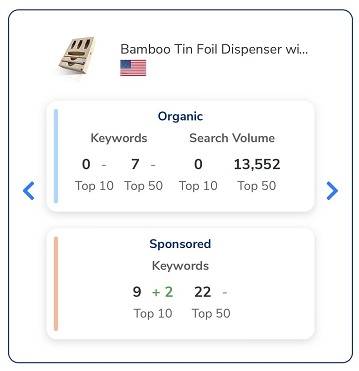 Bamboo Tin Foil Dispenser wi...
Organic
Keywords Search Volume
0 - 7 - 0 13,552
Top 10 Top 50 Top 10 Top 50
Sponsored
Keywords
9 + 2 22 -
Top 10 Top 50